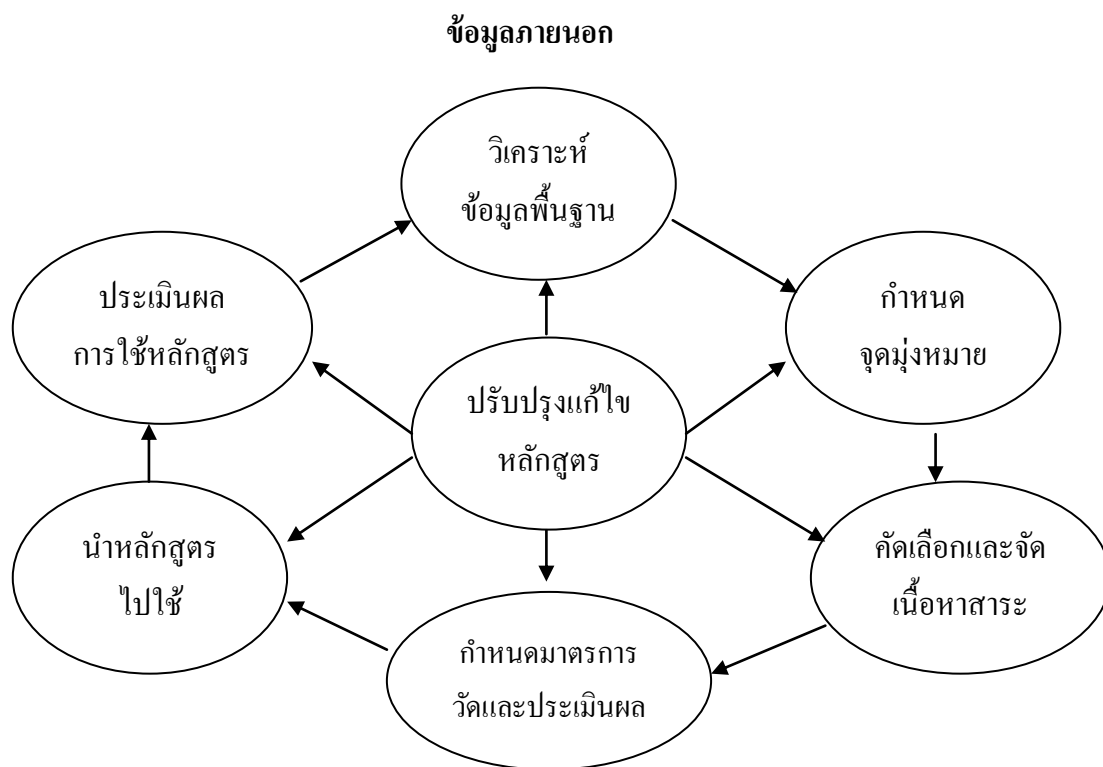 ข้อมูลภายนอก
วิเคราะห์
ข้อมูลพื้นฐาน
ประเมินผล
การใช้หลักสูตร
กำหนด
จุดมุ่งหมาย
ปรับปรุงแก้ไข
หลักสูตร
นำหลักสูตร
ไปใช้
คัดเลือกและจัด
เนื้อหาสาระ
กำหนดมาตรการ
วัดและประเมินผล